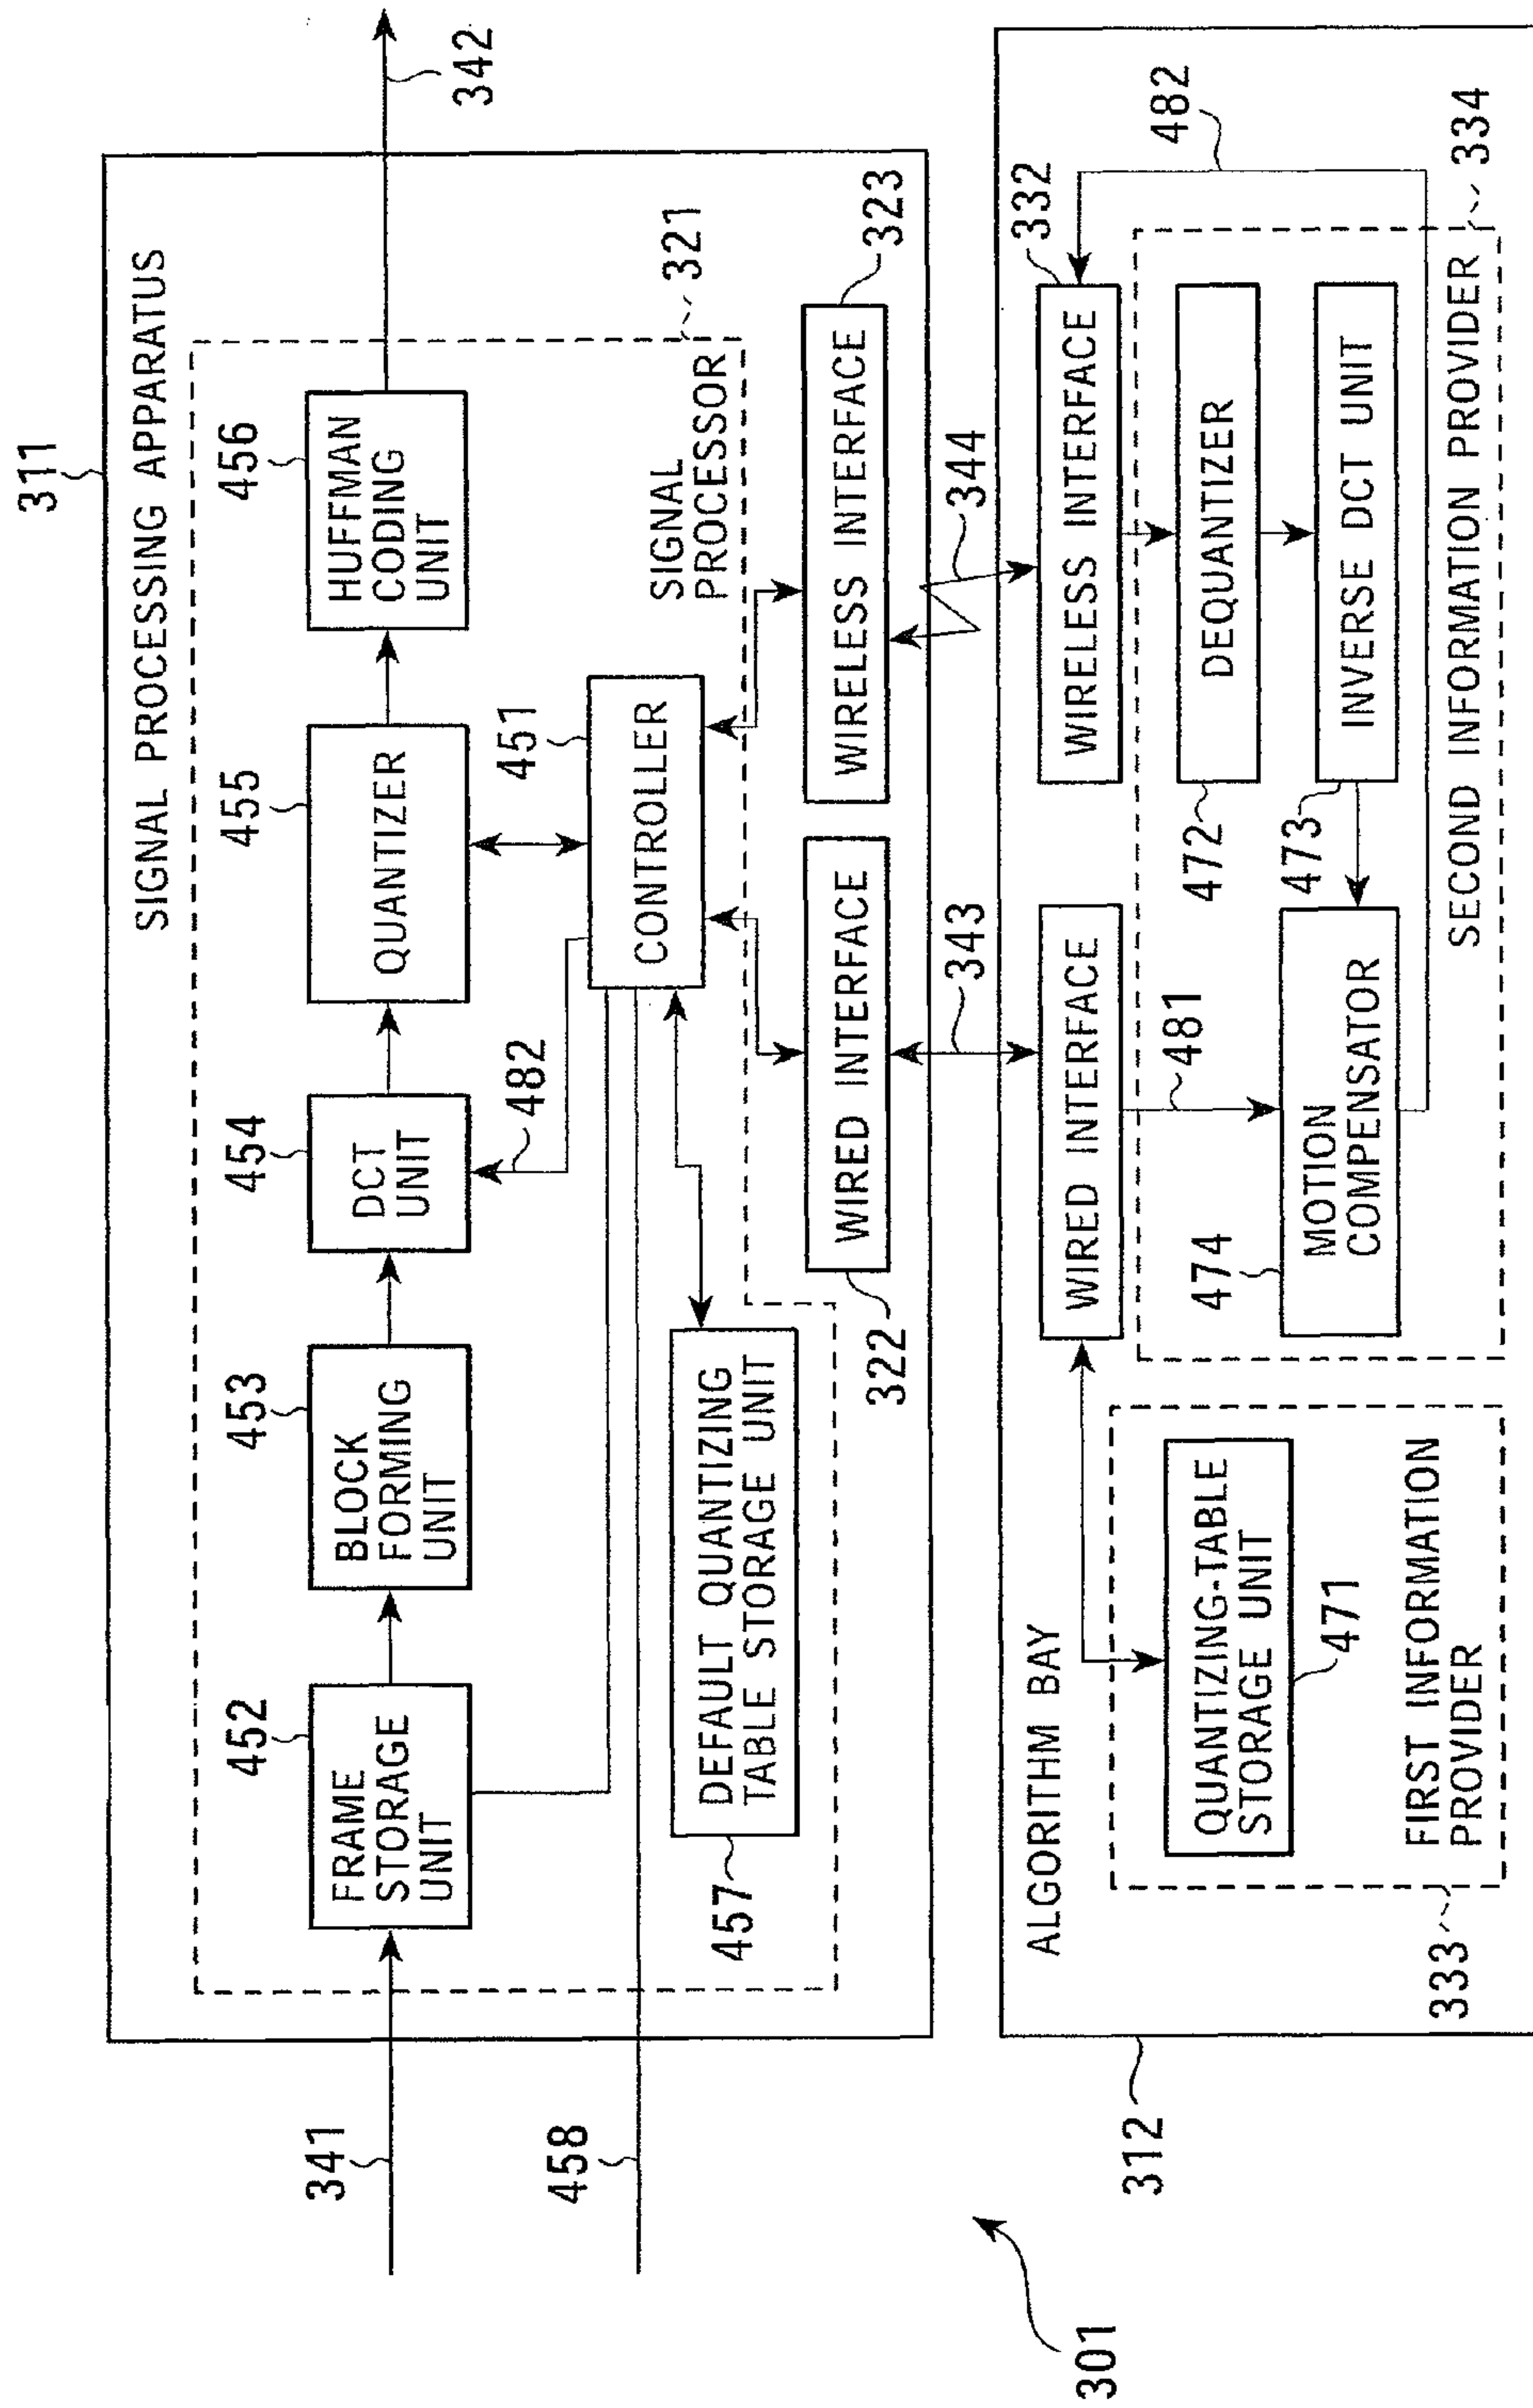 311
SIGNAL PROCESSING APPARATUS
342
452
FRAME
STORAGE
UNIT
453
BLOCK
FORMING
UNIT
454
DCT
UNIT
455
QUANTIZER
456
HUFFMAN
CODING
UNIT
341
482
451
CONTROLLER
SIGNAL
PROCESSOR
321
458
457
DEFAULT QUANTIZING
TABLE STORAGE UNIT
322
WIRED INTERFACE
WIRELESS INTERFACE
323
343
344
312
ALGORITHM BAY
WIRED INTERFACE
WIRELESS INTERFACE
332
482
481
QUANTIZING-TABLE
STORAGE UNIT
471
FIRST INFORMATION
PROVIDER
333
474
MOTION
COMPENSATOR
472
DEQUANTIZER
473
INVERSE DCT UNIT
SECOND INFORMATION PROVIDER
334
301